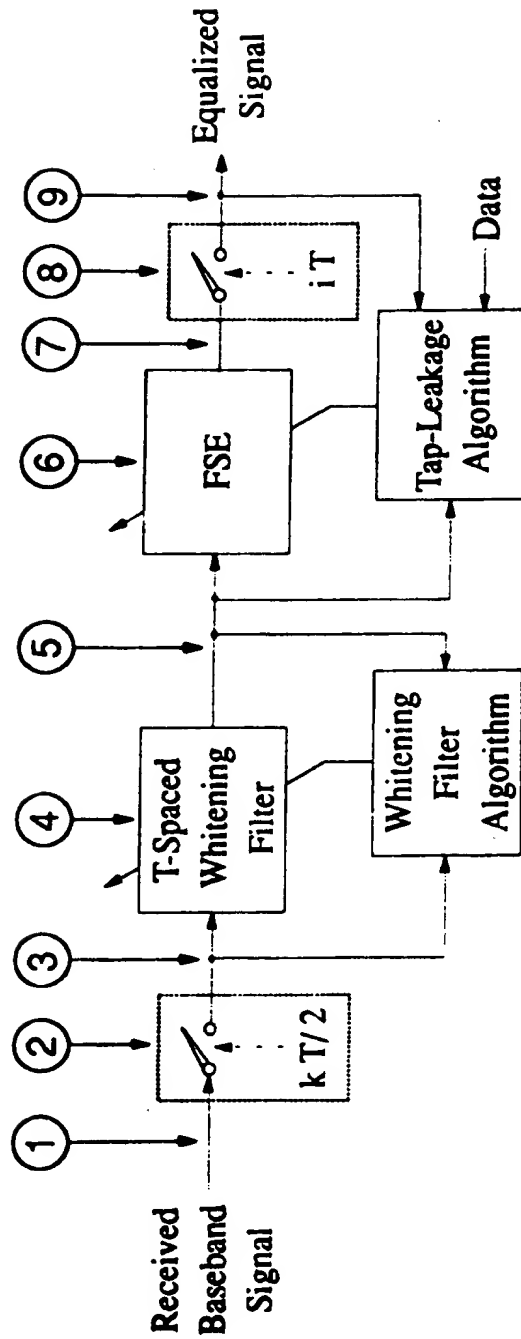 1
2
3
4
5
6
7
8
9
Received
Baseband
Signal
k T/2
T-Spaced
Whitening
Filter
FSE
i T
Equalized
Signal
Whitening
Filter
Algorithm
Tap-Leakage
Algorithm
Data